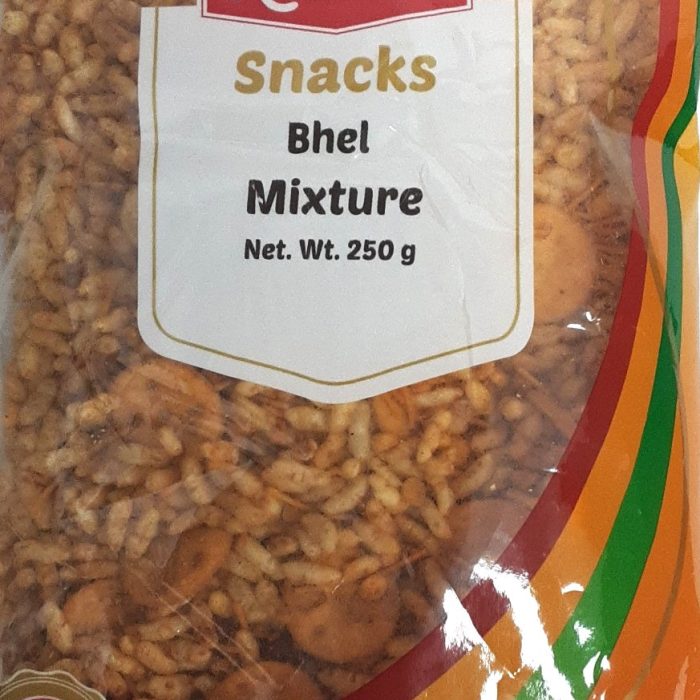 Snacks
Bhel
Mixture
Net. Wt. 250 g